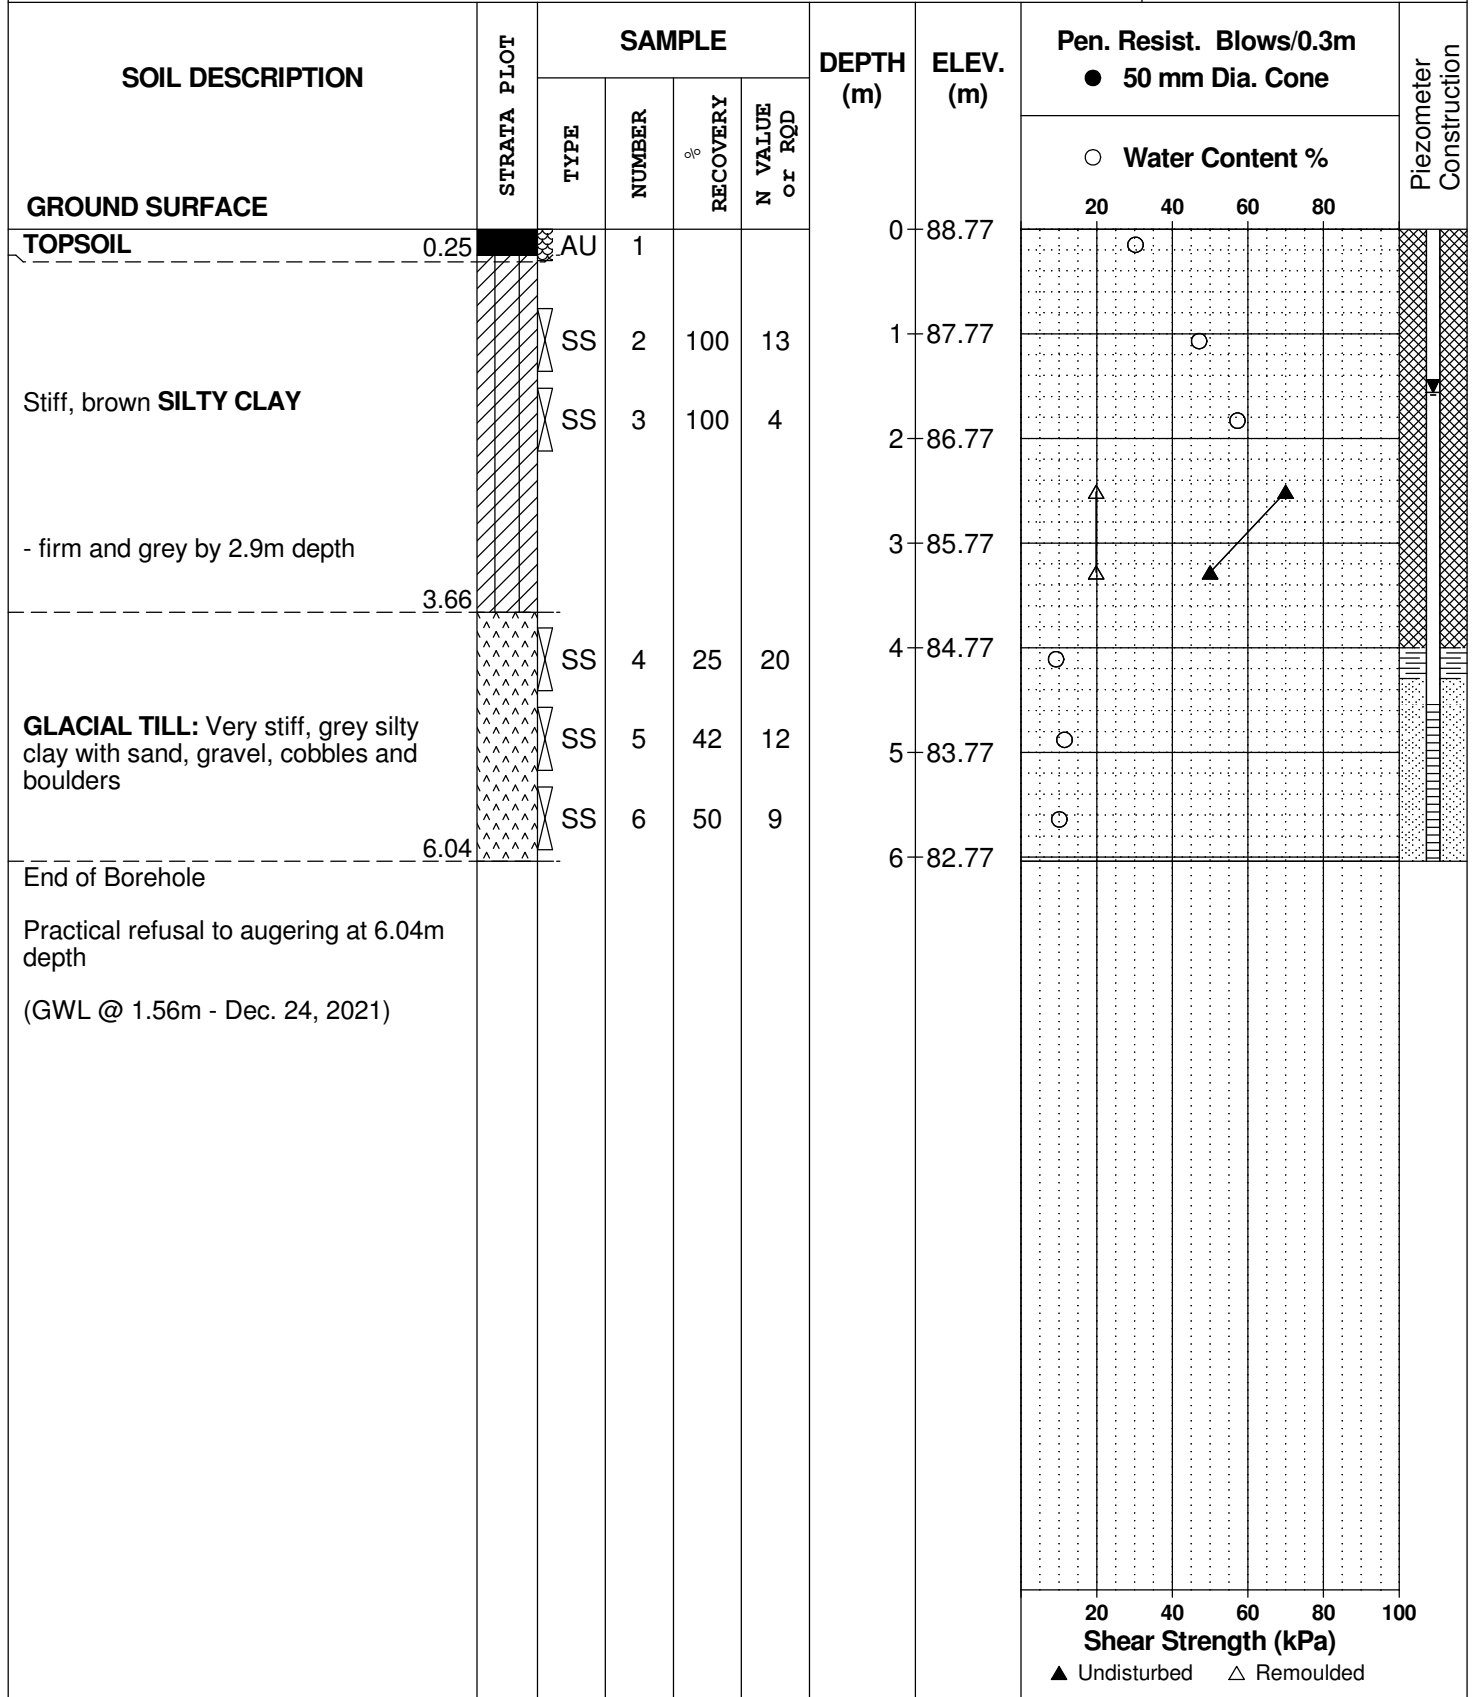 SOIL DESCRIPTION
GROUND SURFACE
STRATA PLOT
SAMPLE
TYPE
NUMBER
% RECOVERY
N VALUE or RQD
DEPTH
(m)
ELEV.
(m)
Pen. Resist. Blows/0.3m
● 50 mm Dia. Cone
○ Water Content %
20 40 60 80
Piezometer
Construction
TOPSOIL 0.25
AU 1
0 88.77
SS 2 100 13
1 87.77
Stiff, brown SILTY CLAY
SS 3 100 4
2 86.77
- firm and grey by 2.9m depth
3 85.77
3.66
SS 4 25 20
4 84.77
GLACIAL TILL: Very stiff, grey silty
clay with sand, gravel, cobbles and
boulders
SS 5 42 12
5 83.77
SS 6 50 9
6.04
6 82.77
End of Borehole
Practical refusal to augering at 6.04m
depth
(GWL @ 1.56m - Dec. 24, 2021)
20 40 60 80 100
Shear Strength (kPa)
▲ Undisturbed △ Remoulded